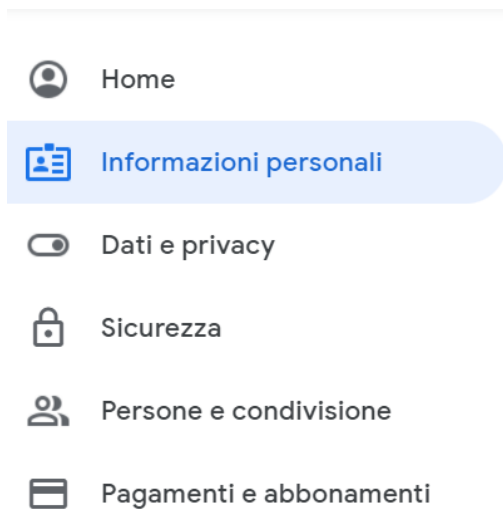 Home
Informazioni personali
Dati e privacy
Sicurezza
Persone e condivisione
Pagamenti e abbonamenti